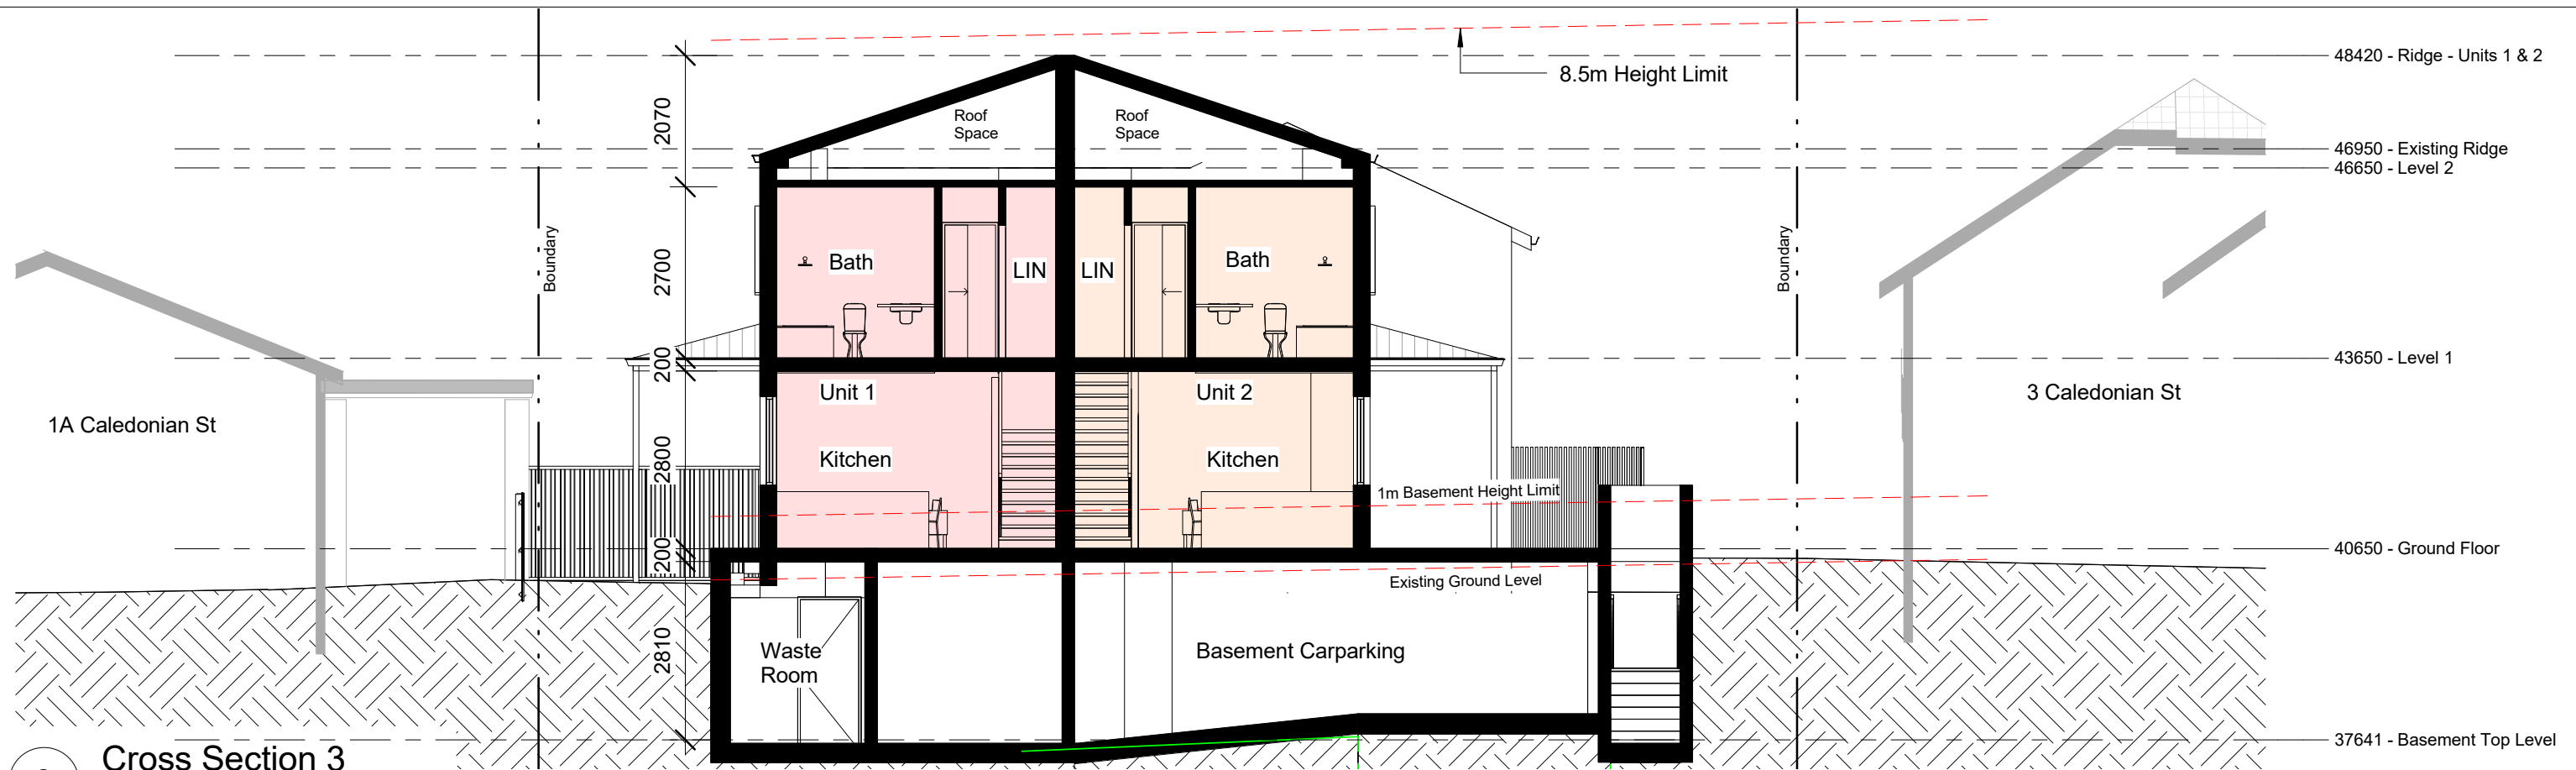 48420 - Ridge - Units 1 & 2
8.5m Height Limit
2070
Roof
Space
Roof
Space
46950 - Existing Ridge
46650 - Level 2
Boundary
Boundary
2700
Bath
LIN
LIN
Bath
200
43650 - Level 1
Unit 1
Unit 2
3 Caledonian St
1A Caledonian St
2800
Kitchen
Kitchen
1m Basement Height Limit
200
40650 - Ground Floor
Existing Ground Level
2810
Waste
Room
Basement Carparking
37641 - Basement Top Level
Cross Section 3